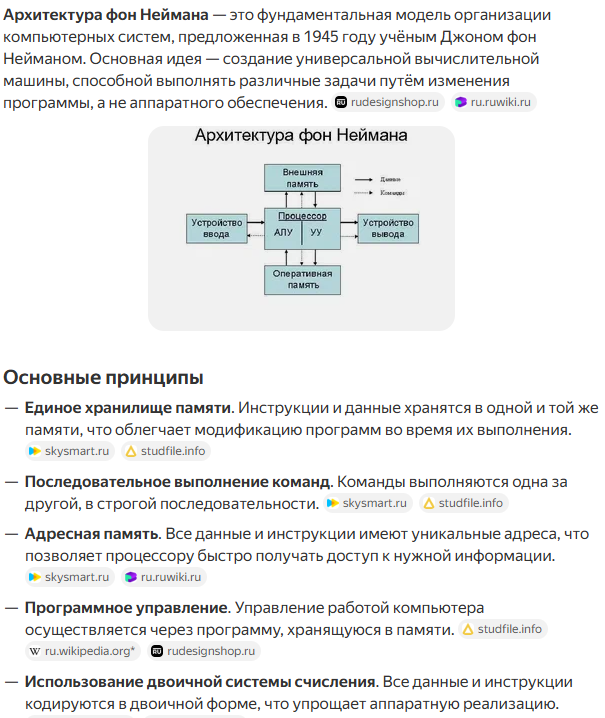 Архитектура фон Неймана — это фундаментальная модель организации
компьютерных систем, предложенная в 1945 году учёным Джоном фон
Нейманом. Основная идея — создание универсальной вычислительной
машины, способной выполнять различные задачи путём изменения
программы, а не аппаратного обеспечения. rudesignshop.ru ru.ruwiki.ru
Архитектура фон Неймана
Внешняя
память
Данные
Команды
Устройство
ввода
Процессор
АЛУ УУ
Устройство
вывода
Оперативная
память
Основные принципы
— Единое хранилище памяти. Инструкции и данные хранятся в одной и той же
памяти, что облегчает модификацию программ во время их выполнения.
skysmart.ru studfile.info
— Последовательное выполнение команд. Команды выполняются одна за
другой, в строгой последовательности. skysmart.ru studfile.info
— Адресная память. Все данные и инструкции имеют уникальные адреса, что
позволяет процессору быстро получать доступ к нужной информации.
skysmart.ru ru.ruwiki.ru
— Программное управление. Управление работой компьютера
осуществляется через программу, хранящуюся в памяти. studfile.info
W ru.wikipedia.org* rudesignshop.ru
— Использование двоичной системы счисления. Все данные и инструкции
кодируются в двоичной форме, что упрощает аппаратную реализацию.